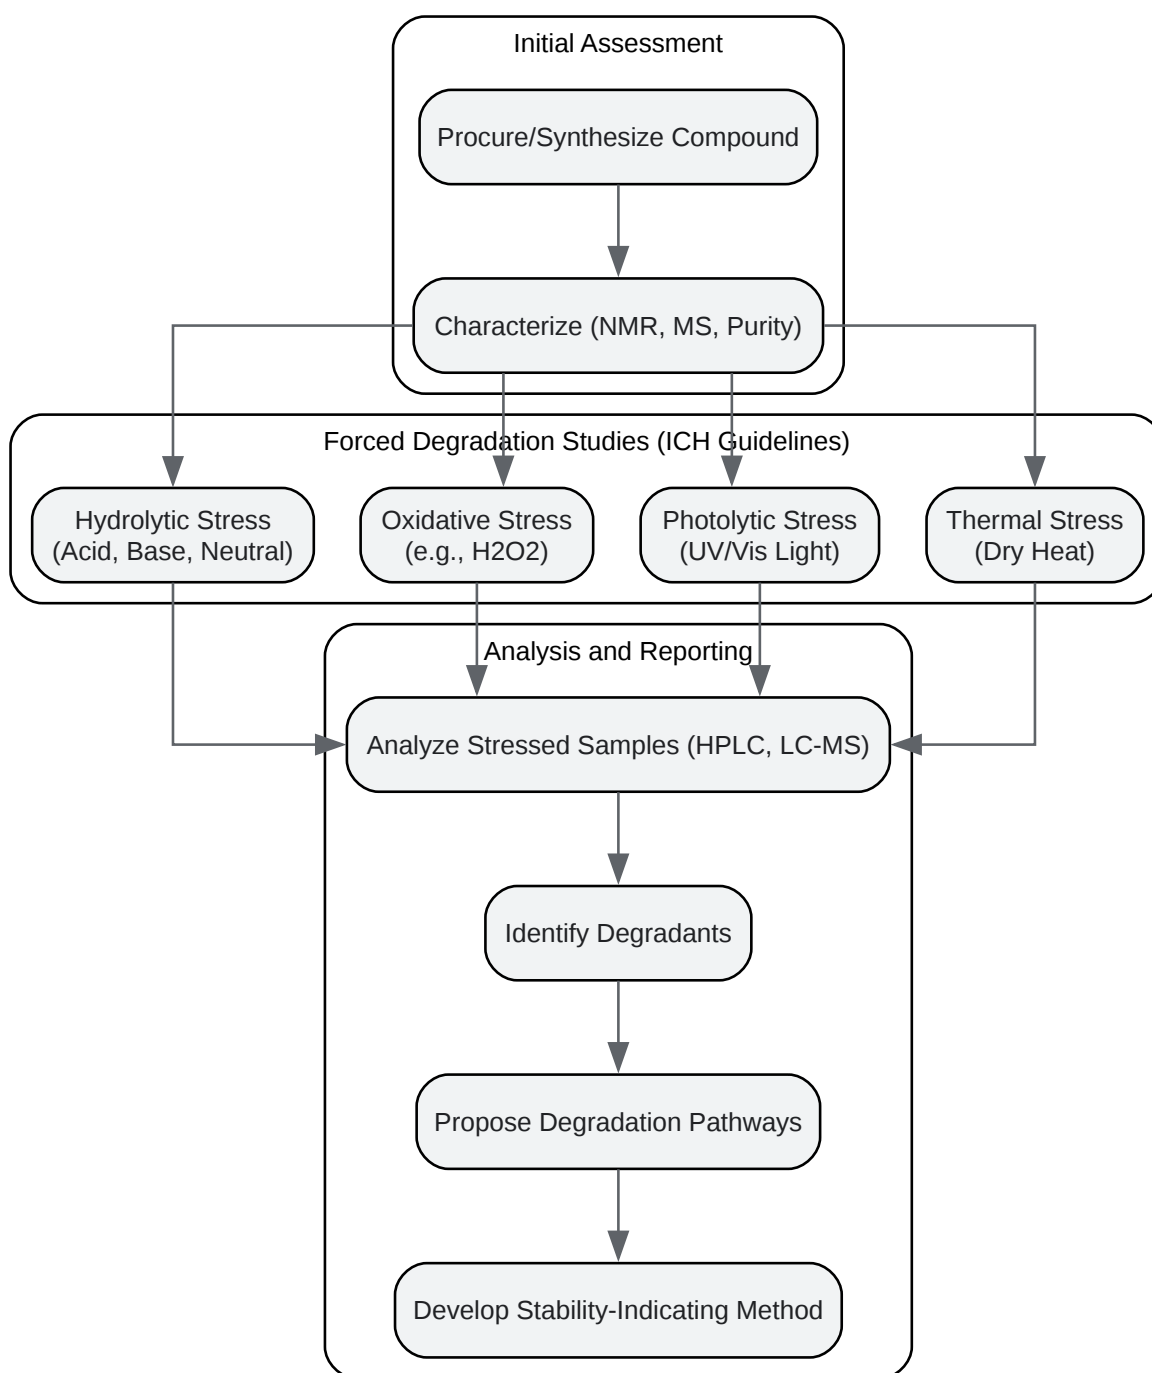 Initial Assessment
Procure/Synthesize Compound
Characterize (NMR, MS, Purity)
Forced Degradation Studies (ICH Guidelines)
Hydrolytic Stress
(Acid, Base, Neutral)
Oxidative Stress
(e.g., H2O2)
Photolytic Stress
(UV/Vis Light)
Thermal Stress
(Dry Heat)
Analysis and Reporting
Analyze Stressed Samples (HPLC, LC-MS)
Identify Degradants
Propose Degradation Pathways
Develop Stability-Indicating Method